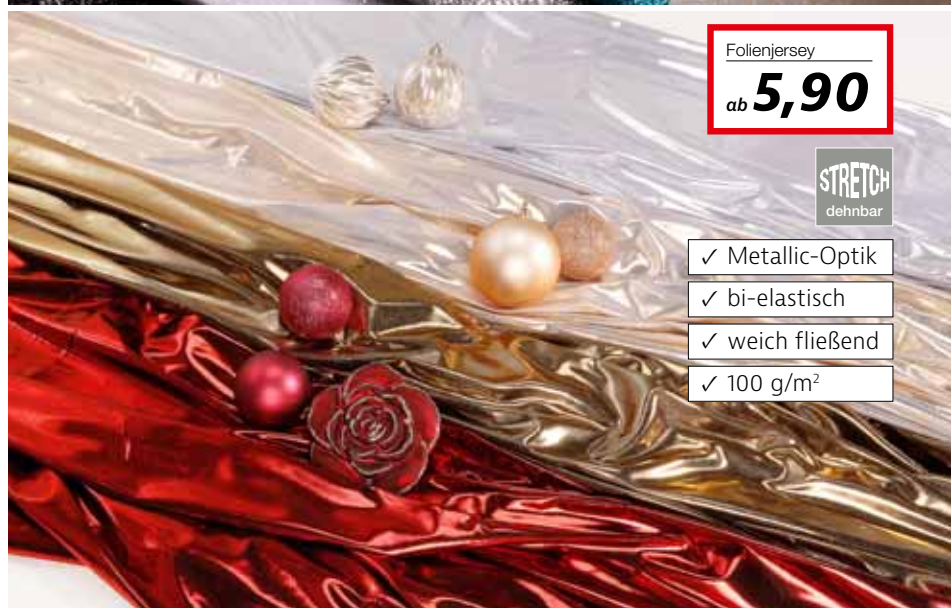 Folienjersey
ab 5,90
STRETCH
dehnbar
✓ Metallic-Optik
✓ bi-elastisch
✓ weich fließend
✓ 100 g/m²